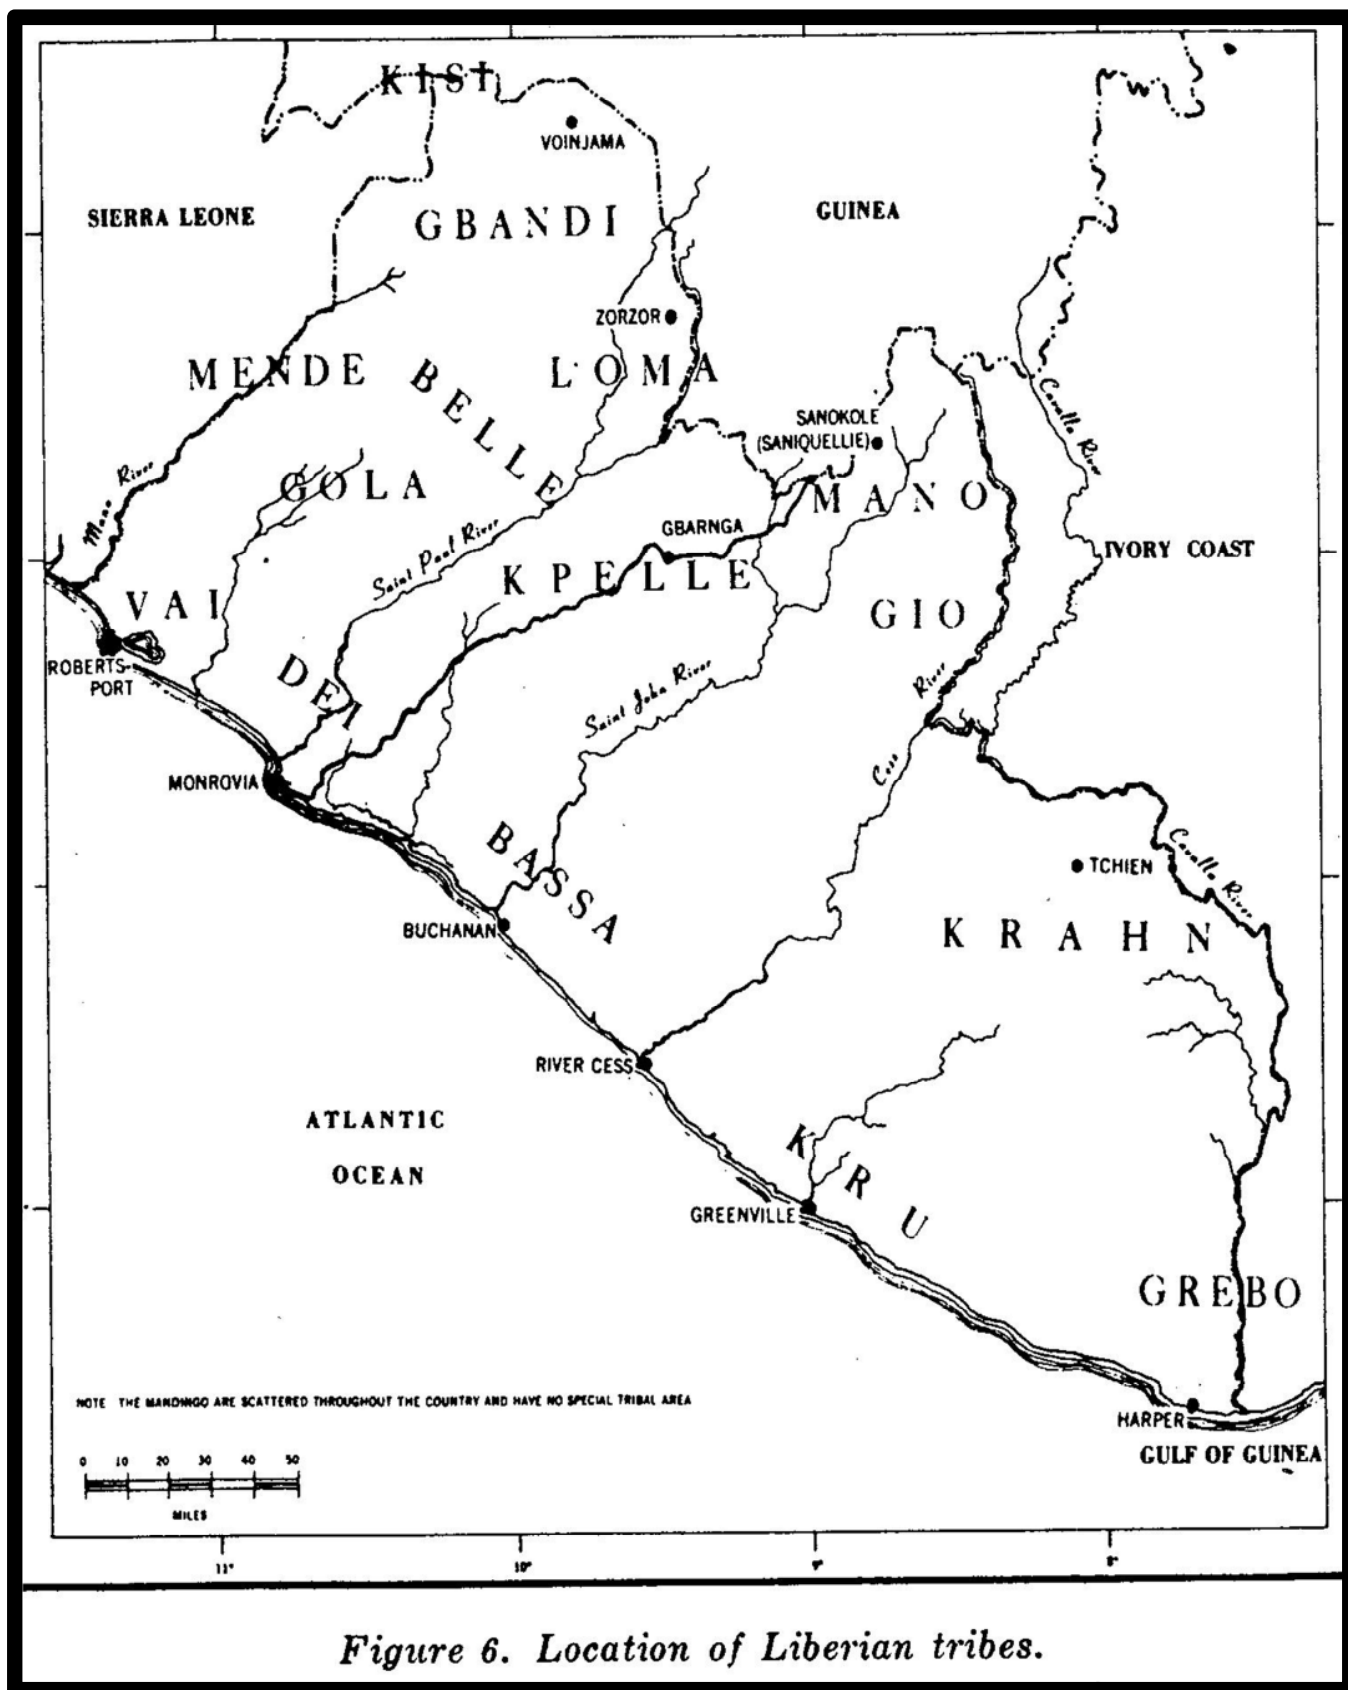 KISI
VOINJAMA
SIERRA LEONE
GUINEA
GBANDI
ZORZOR
MENDE
BELLE
LOMA
Cavalla River
SANOKOLE
(SANIQUELLIE)
Mano River
GOLA
MANO
Saint Paul River
GBARNGA
IVORY COAST
KPELLE
VAI
GIO
ROBERTS-
PORT
DEI
Saint John River
Cess River
MONROVIA
BASSA
TCHIEN
Cavalla River
BUCHANAN
KRAHN
RIVER CESS
ATLANTIC
OCEAN
KRU
GREENVILLE
GREBO
NOTE THE MANDINGO ARE SCATTERED THROUGHOUT THE COUNTRY AND HAVE NO SPECIAL TRIBAL AREA
HARPER
GULF OF GUINEA
0 10 20 30 40 50
MILES
11° 10° 9° 8°
Figure 6. Location of Liberian tribes.